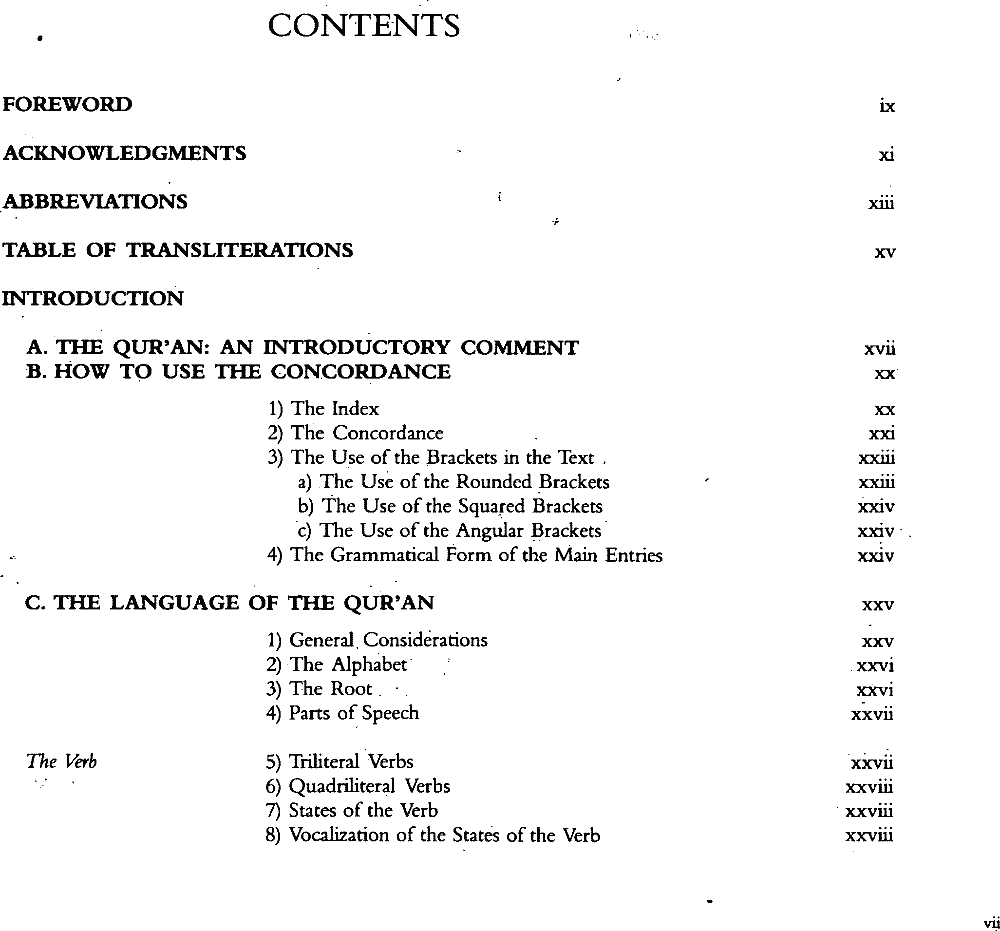 CONTENTS
FOREWORD ix
ACKNOWLEDGMENTS xi
ABBREVIATIONS xiii
TABLE OF TRANSLITERATIONS xv
INTRODUCTION
A. THE QUR'AN: AN INTRODUCTORY COMMENT xvii
B. HOW TO USE THE CONCORDANCE xx
1) The Index xx
2) The Concordance xxi
3) The Use of the Brackets in the Text xxiii
a) The Use of the Rounded Brackets xxiii
b) The Use of the Squared Brackets xxiv
c) The Use of the Angular Brackets xxiv
4) The Grammatical Form of the Main Entries xxiv
C. THE LANGUAGE OF THE QUR'AN xxv
1) General Considerations xxv
2) The Alphabet xxvi
3) The Root xxvi
4) Parts of Speech xxvii
The Verb 5) Triliteral Verbs xxvii
6) Quadriliteral Verbs xxviii
7) States of the Verb xxviii
8) Vocalization of the States of the Verb xxviii
vii